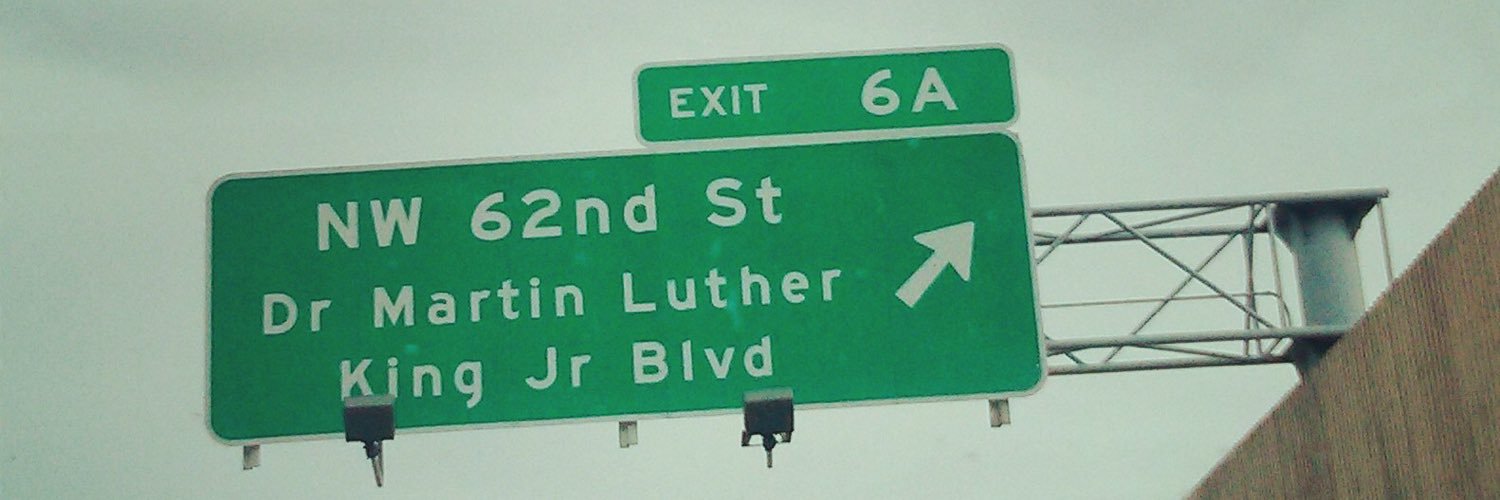 EXIT 6A
NW 62nd St
Dr Martin Luther
King Jr Blvd